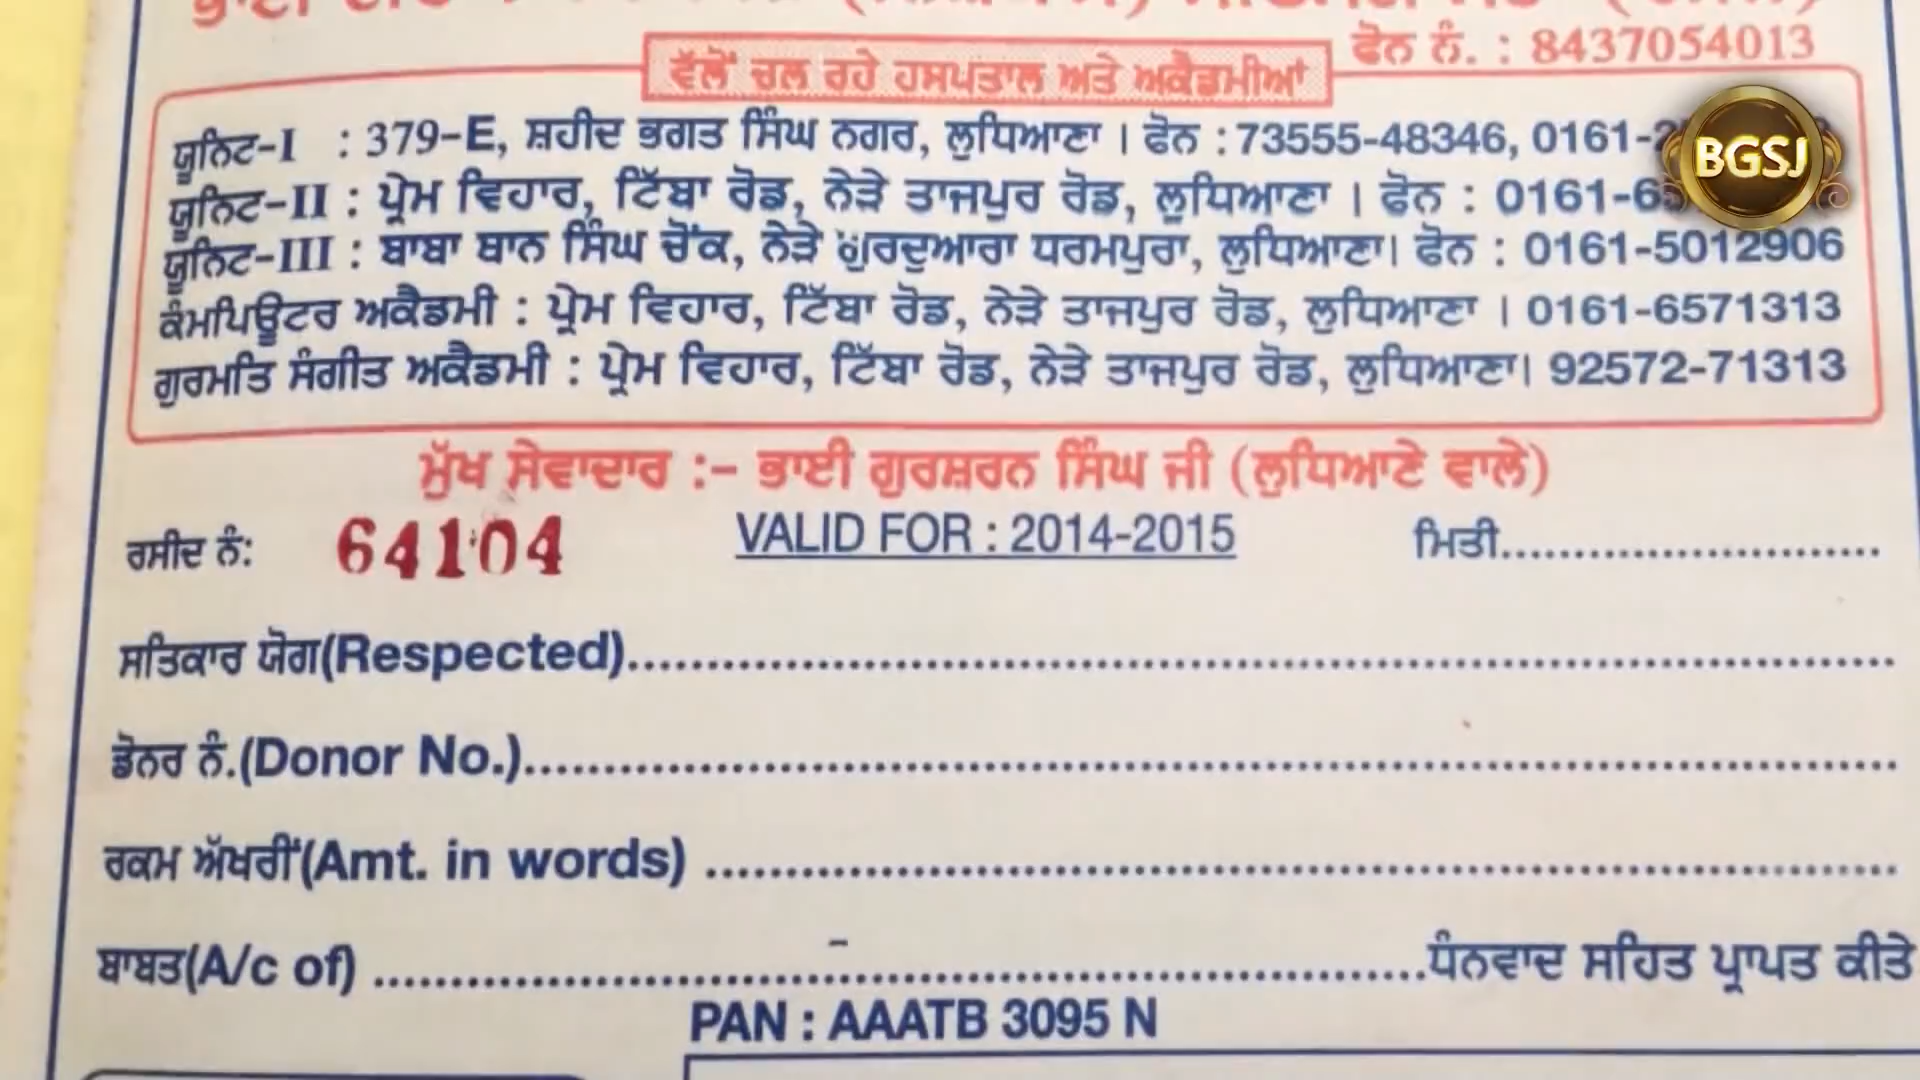 ਫੋਨ ਨੰ. : 8437054013
ਵੱਲੋਂ ਚਲ ਰਹੇ ਹਸਪਤਾਲ ਅਤੇ ਅਕੈਡਮੀਆਂ
ਯੂਨਿਟ-I : 379-E, ਸ਼ਹੀਦ ਭਗਤ ਸਿੰਘ ਨਗਰ, ਲੁਧਿਆਣਾ । ਫੋਨ : 73555-48346, 0161-
BGSJ
ਯੂਨਿਟ-II : ਪ੍ਰੇਮ ਵਿਹਾਰ, ਟਿੱਬਾ ਰੋਡ, ਨੇੜੇ ਤਾਜਪੁਰ ਰੋਡ, ਲੁਧਿਆਣਾ । ਫੋਨ : 0161-6
ਯੂਨਿਟ-III : ਬਾਬਾ ਥਾਨ ਸਿੰਘ ਚੋਂਕ, ਨੇੜੇ ਗੁਰਦੁਆਰਾ ਧਰਮਪੁਰਾ, ਲੁਧਿਆਣਾ। ਫੋਨ : 0161-5012906
ਕੰਮਪਿਊਟਰ ਅਕੈਡਮੀ : ਪ੍ਰੇਮ ਵਿਹਾਰ, ਟਿੱਬਾ ਰੋਡ, ਨੇੜੇ ਤਾਜਪੁਰ ਰੋਡ, ਲੁਧਿਆਣਾ । 0161-6571313
ਗੁਰਮਤਿ ਸੰਗੀਤ ਅਕੈਡਮੀ : ਪ੍ਰੇਮ ਵਿਹਾਰ, ਟਿੱਬਾ ਰੋਡ, ਨੇੜੇ ਤਾਜਪੁਰ ਰੋਡ, ਲੁਧਿਆਣਾ। 92572-71313
ਮੁੱਖ ਸੇਵਾਦਾਰ :- ਭਾਈ ਗੁਰਸ਼ਰਨ ਸਿੰਘ ਜੀ (ਲੁਧਿਆਣੇ ਵਾਲੇ)
ਰਸੀਦ ਨੰ: 64104 VALID FOR : 2014-2015 ਮਿਤੀ..............................
ਸਤਿਕਾਰ ਯੋਗ(Respected)..............................
ਡੋਨਰ ਨੰ.(Donor No.)..............................
ਰਕਮ ਅੱਖਰੀਂ(Amt. in words) ..............................
ਬਾਬਤ(A/c of) ..............................ਧੰਨਵਾਦ ਸਹਿਤ ਪ੍ਰਾਪਤ ਕੀਤੇ
PAN : AAATB 3095 N